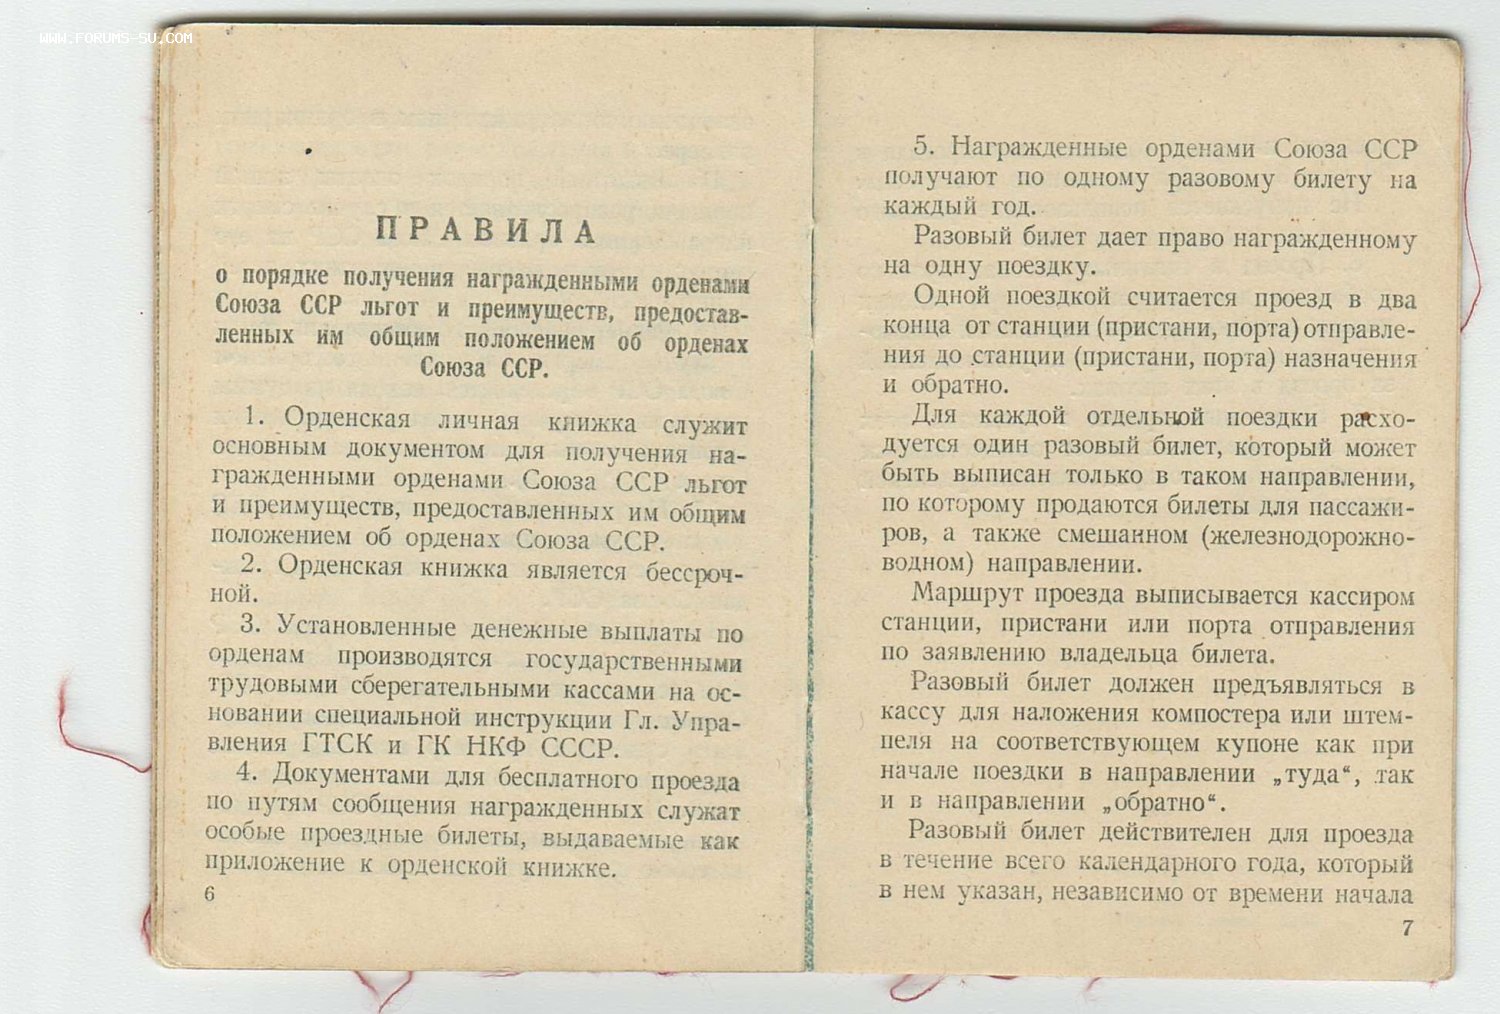 WWW.FORUMS-SU.COM
ПРАВИЛА
о порядке получения награжденными орденами
Союза ССР льгот и преимуществ, предостав-
ленных им общим положением об орденах
Союза ССР.
1. Орденская личная книжка служит
основным документом для получения на-
гражденными орденами Союза ССР льгот
и преимуществ, предоставленных им общим
положением об орденах Союза ССР.
2. Орденская книжка является бессроч-
ной.
3. Установленные денежные выплаты по
орденам производятся государственными
трудовыми сберегательными кассами на ос-
новании специальной инструкции Гл. Упра-
вления ГТСК и ГК НКФ СССР.
4. Документами для бесплатного проезда
по путям сообщения награжденных служат
особые проездные билеты, выдаваемые как
приложение к орденской книжке.
6
5. Награжденные орденами Союза ССР
получают по одному разовому билету на
каждый год.
Разовый билет дает право награжденному
на одну поездку.
Одной поездкой считается проезд в два
конца от станции (пристани, порта) отправле-
ния до станции (пристани, порта) назначения
и обратно.
Для каждой отдельной поездки расхо-
дуется один разовый билет, который может
быть выписан только в таком направлении,
по которому продаются билеты для пассажи-
ров, а также смешанном (железнодорожно-
водном) направлении.
Маршрут проезда выписывается кассиром
станции, пристани или порта отправления
по заявлению владельца билета.
Разовый билет должен предъявляться в
кассу для наложения компостера или штем-
пеля на соответствующем купоне как при
начале поездки в направлении „туда“, так
и в направлении „обратно“.
Разовый билет действителен для проезда
в течение всего календарного года, который
в нем указан, независимо от времени начала
7